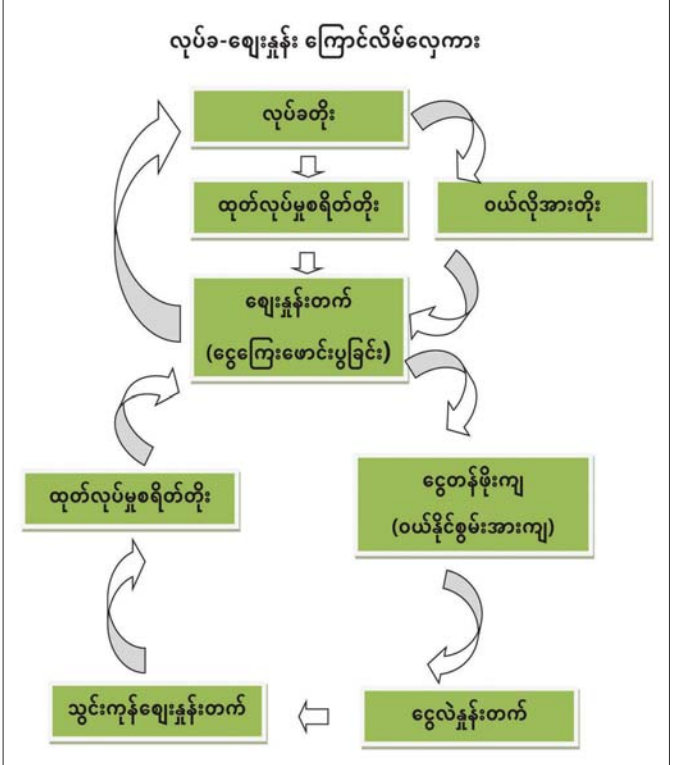 လုပ်ခ-ဈေးနှုန်း ကြောင်လိမ်လှေကား
လုပ်ခတိုး
ထုတ်လုပ်မှုစရိတ်တိုး
ဝယ်လိုအားတိုး
ဈေးနှုန်းတက်
(ငွေကြေးဖောင်းပွခြင်း)
ထုတ်လုပ်မှုစရိတ်တိုး
ငွေတန်ဖိုးကျ
(ဝယ်နိုင်စွမ်းအားကျ)
သွင်းကုန်ဈေးနှုန်းတက်
ငွေလဲနှုန်းတက်